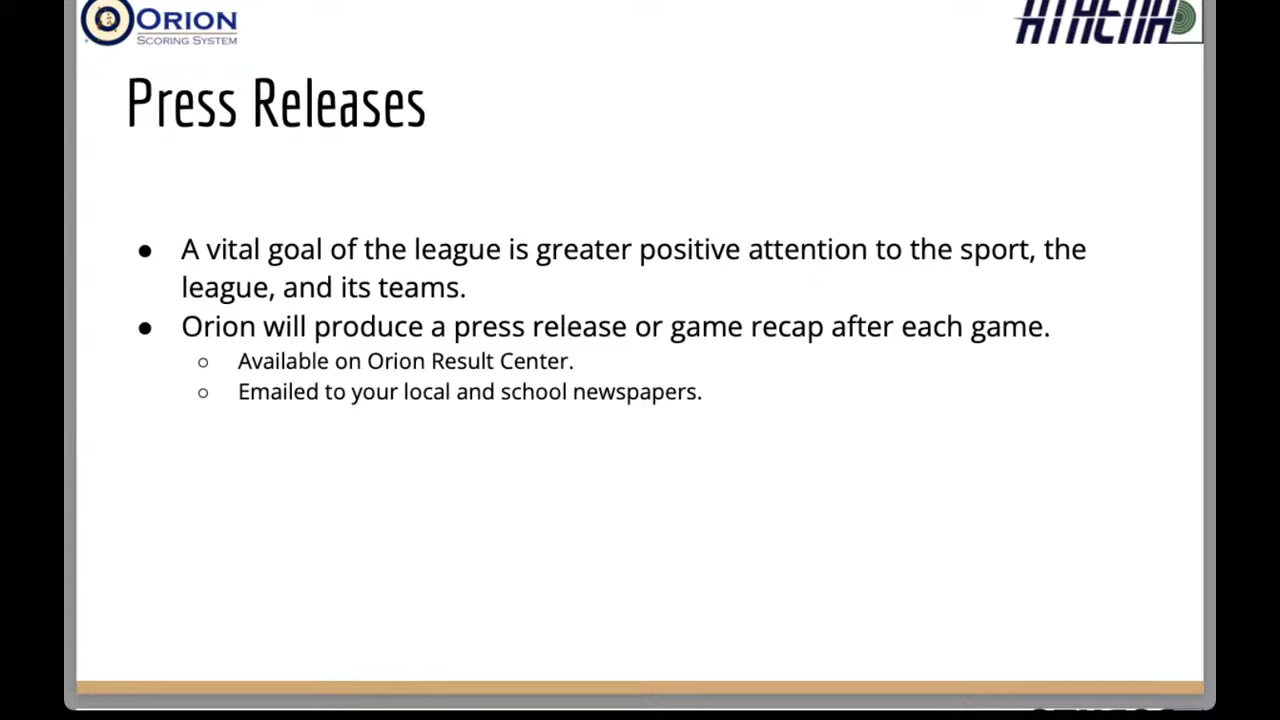 ORION
SCORING SYSTEM
ATHENA
Press Releases
● A vital goal of the league is greater positive attention to the sport, the
league, and its teams.
● Orion will produce a press release or game recap after each game.
○ Available on Orion Result Center.
○ Emailed to your local and school newspapers.